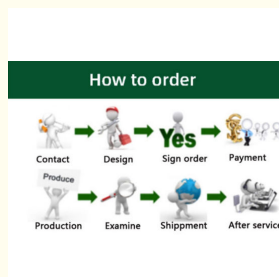 How to order
Yes
Contact Design Sign order Payment
Produce
Production Examine Shippment After service